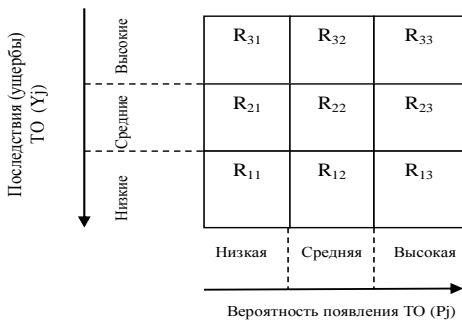 Последствия (ущербы)
ТО (Yj)
Высокие
Средние
Низкие
R31 R32 R33
R21 R22 R23
R11 R12 R13
Низкая Средняя Высокая
Вероятность появления ТО (Pj)